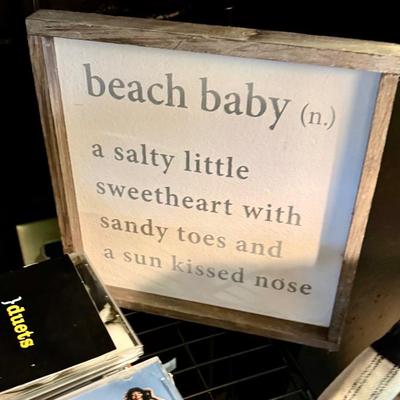 beach baby (n.)
a salty little
sweetheart with
sandy toes and
a sun kissed nose
}duets